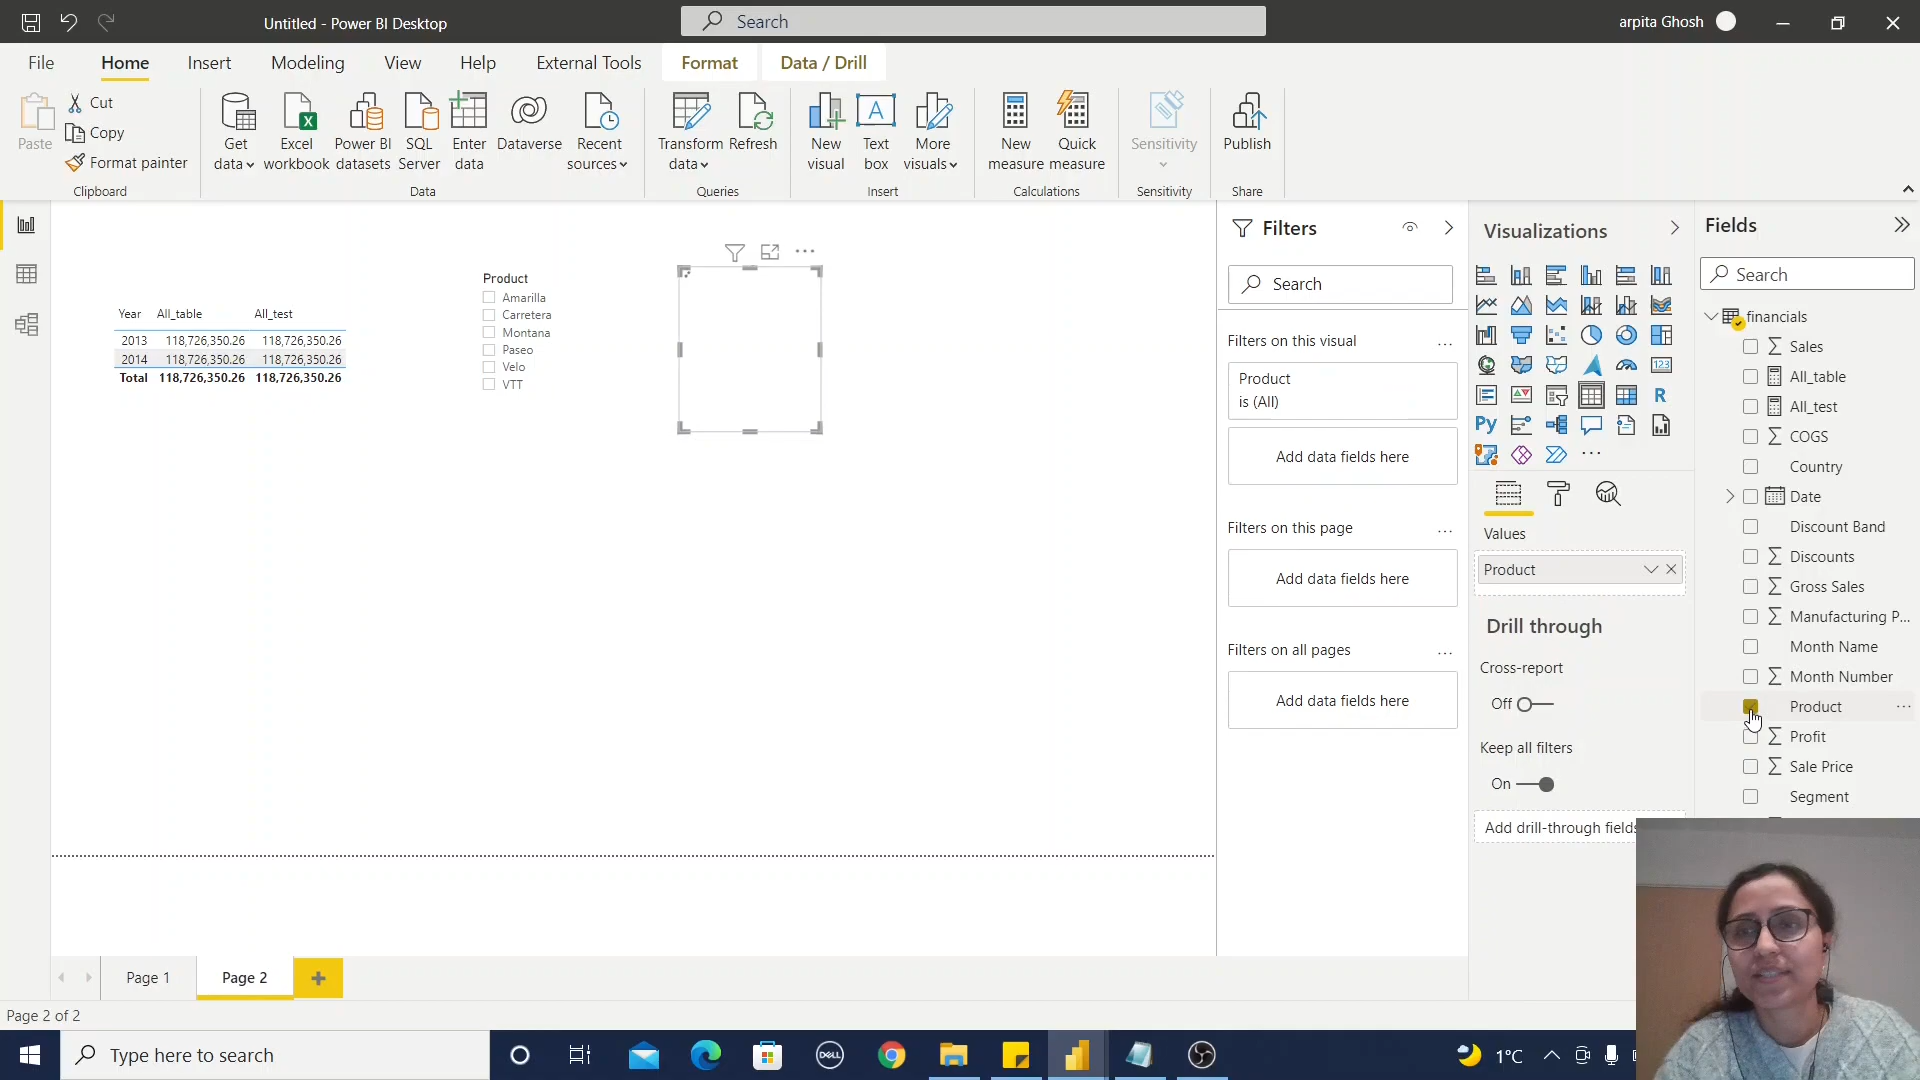 Untitled - Power BI Desktop
Search
arpita Ghosh
File
Home
Insert
Modeling
View
Help
External Tools
Format
Data / Drill
Paste
Cut
Copy
Format painter
Clipboard
Get data
Excel workbook
Power BI datasets
SQL Server
Enter data
Dataverse
Recent sources
Data
Transform data
Refresh
Queries
New visual
Text box
More visuals
Insert
New measure
Quick measure
Calculations
Sensitivity
Sensitivity
Publish
Share
Year All_table All_test
2013 118,726,350.26 118,726,350.26
2014 118,726,350.26 118,726,350.26
Total 118,726,350.26 118,726,350.26
Product
Amarilla
Carretera
Montana
Paseo
Velo
VTT
Filters
Search
Filters on this visual ...
Product
is (All)
Add data fields here
Filters on this page ...
Add data fields here
Filters on all pages ...
Add data fields here
Visualizations
R
Py
123
...
Values
Product
Drill through
Cross-report
Off
Keep all filters
On
Add drill-through fields
Fields
Search
financials
Sales
All_table
All_test
COGS
Country
Date
Discount Band
Discounts
Gross Sales
Manufacturing P...
Month Name
Month Number
Product ...
Profit
Sale Price
Segment
Page 1
Page 2
+
Page 2 of 2
Type here to search
DELL
1°C